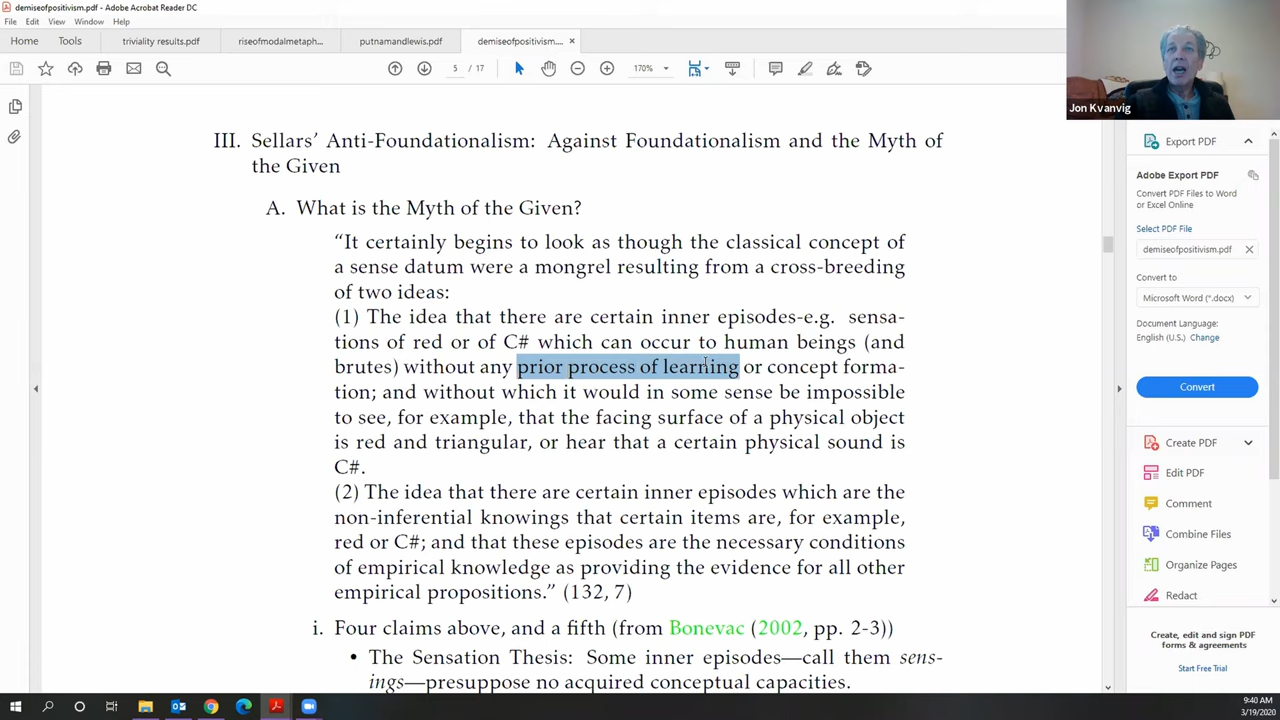 demiseofpositivism.pdf - Adobe Acrobat Reader DC
File Edit View Window Help
Home Tools triviality results.pdf riseofmodalmetaph... putnamandlewis.pdf demiseofpositivism.... ×
5 / 17 170%
Jon Kvanvig
III. Sellars’ Anti-Foundationalism: Against Foundationalism and the Myth of
the Given
A. What is the Myth of the Given?
“It certainly begins to look as though the classical concept of
a sense datum were a mongrel resulting from a cross-breeding
of two ideas:
(1) The idea that there are certain inner episodes-e.g. sensa-
tions of red or of C# which can occur to human beings (and
brutes) without any prior process of learning or concept forma-
tion; and without which it would in some sense be impossible
to see, for example, that the facing surface of a physical object
is red and triangular, or hear that a certain physical sound is
C#.
(2) The idea that there are certain inner episodes which are the
non-inferential knowings that certain items are, for example,
red or C#; and that these episodes are the necessary conditions
of empirical knowledge as providing the evidence for all other
empirical propositions.” (132, 7)
i. Four claims above, and a fifth (from Bonevac (2002, pp. 2-3))
• The Sensation Thesis: Some inner episodes—call them sens-
ings—presuppose no acquired conceptual capacities.
Export PDF
Adobe Export PDF
Convert PDF Files to Word
or Excel Online
Select PDF File
demiseofpositivism.pdf
Convert to
Microsoft Word (*.docx)
Document Language:
English (U.S.) Change
Convert
Create PDF
Edit PDF
Comment
Combine Files
Organize Pages
Redact
Create, edit and sign PDF
forms & agreements
Start Free Trial
9:40 AM
3/19/2020